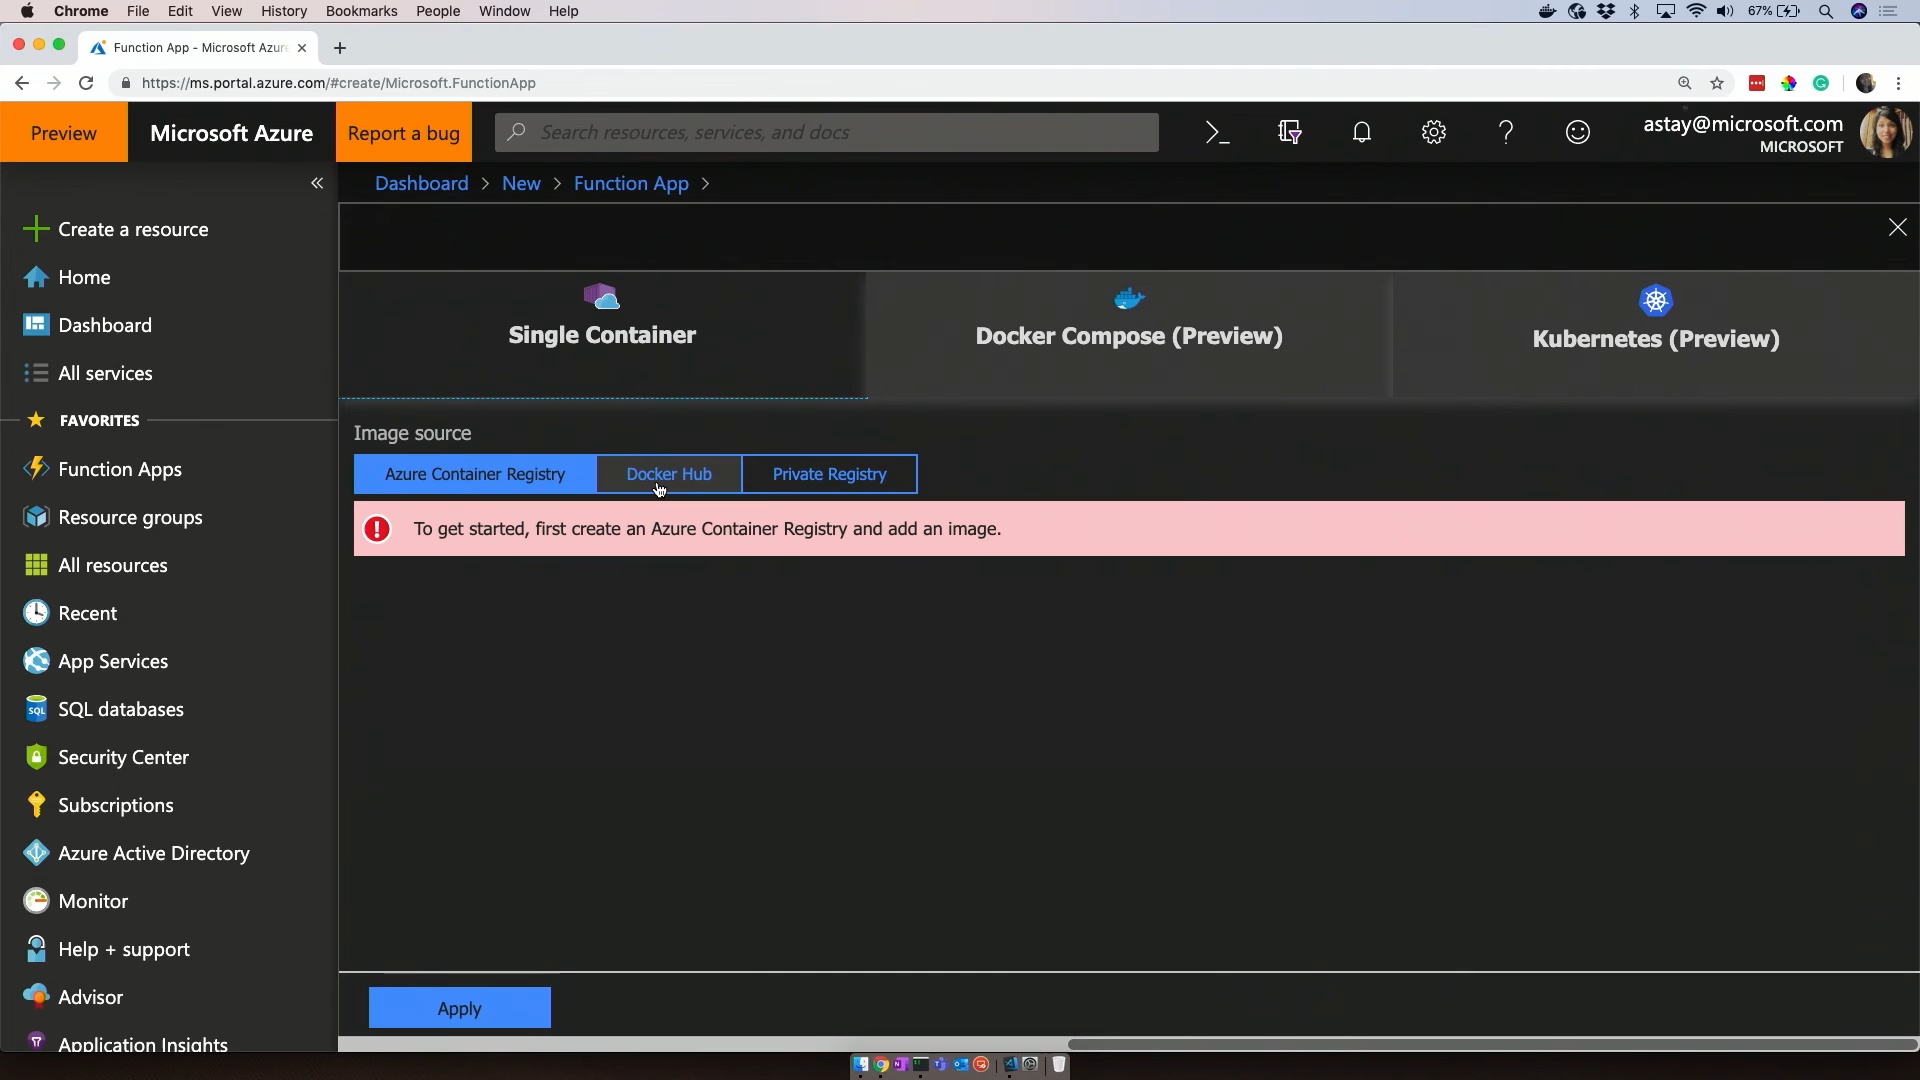 Chrome File Edit View History Bookmarks People Window Help 67%
Function App - Microsoft Azure
https://ms.portal.azure.com/#create/Microsoft.FunctionApp
Preview Microsoft Azure Report a bug Search resources, services, and docs astay@microsoft.com
MICROSOFT
Dashboard > New > Function App >
Create a resource
Home
Dashboard
All services
FAVORITES
Function Apps
Resource groups
All resources
Recent
App Services
SQL databases
Security Center
Subscriptions
Azure Active Directory
Monitor
Help + support
Advisor
Application Insights
Single Container
Docker Compose (Preview)
Kubernetes (Preview)
Image source
Azure Container Registry Docker Hub Private Registry
To get started, first create an Azure Container Registry and add an image.
Apply